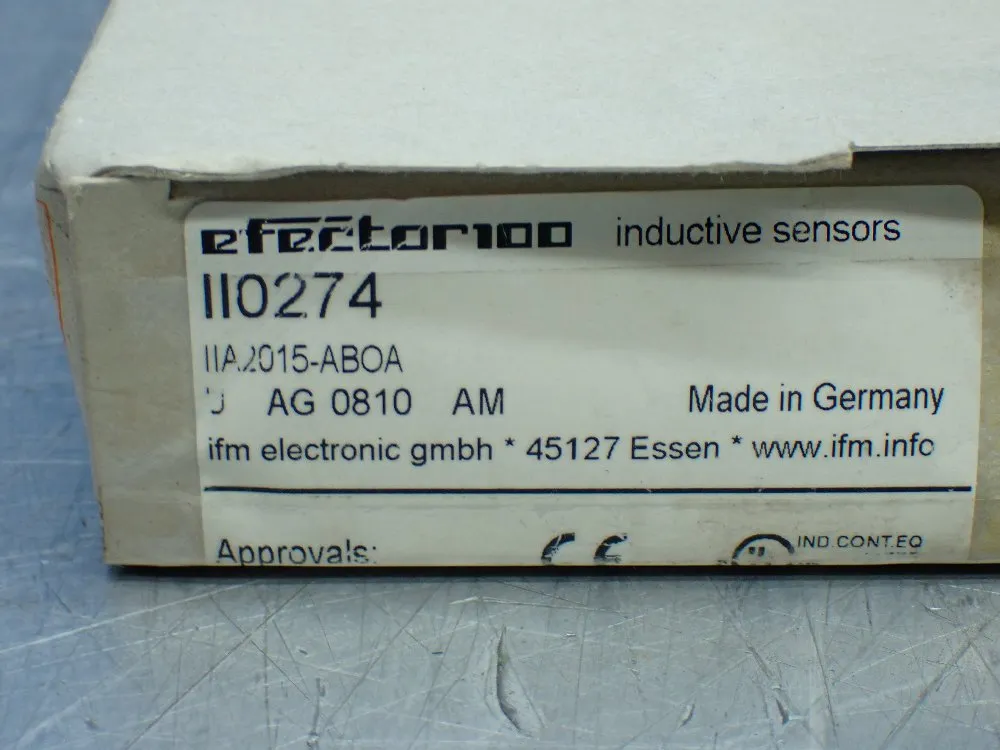 efector100 inductive sensors
II0274
IIA2015-ABOA
AG 0810 AM Made in Germany
ifm electronic gmbh * 45127 Essen * www.ifm.info
Approvals: CE IND.CONT.EQ